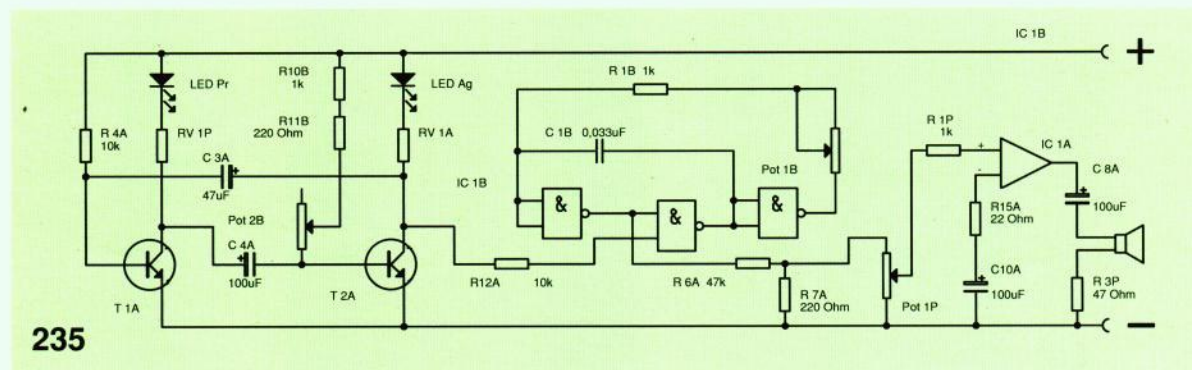 IC 1B
+
LED Pr
R10B
1k
LED Ag
R 1B 1k
R 4A
10k
RV 1P
R11B
220 Ohm
RV 1A
C 1B 0,033uF
R 1P
1k
+
IC 1A
C 3A
+
47uF
IC 1B
Pot 1B
C 8A
+
100uF
&
&
&
Pot 2B
R15A
22 Ohm
C 4A
+
100uF
T 1A
T 2A
R12A 10k
R 6A 47k
R 7A
220 Ohm
Pot 1P
C10A
+
100uF
R 3P
47 Ohm
−
235